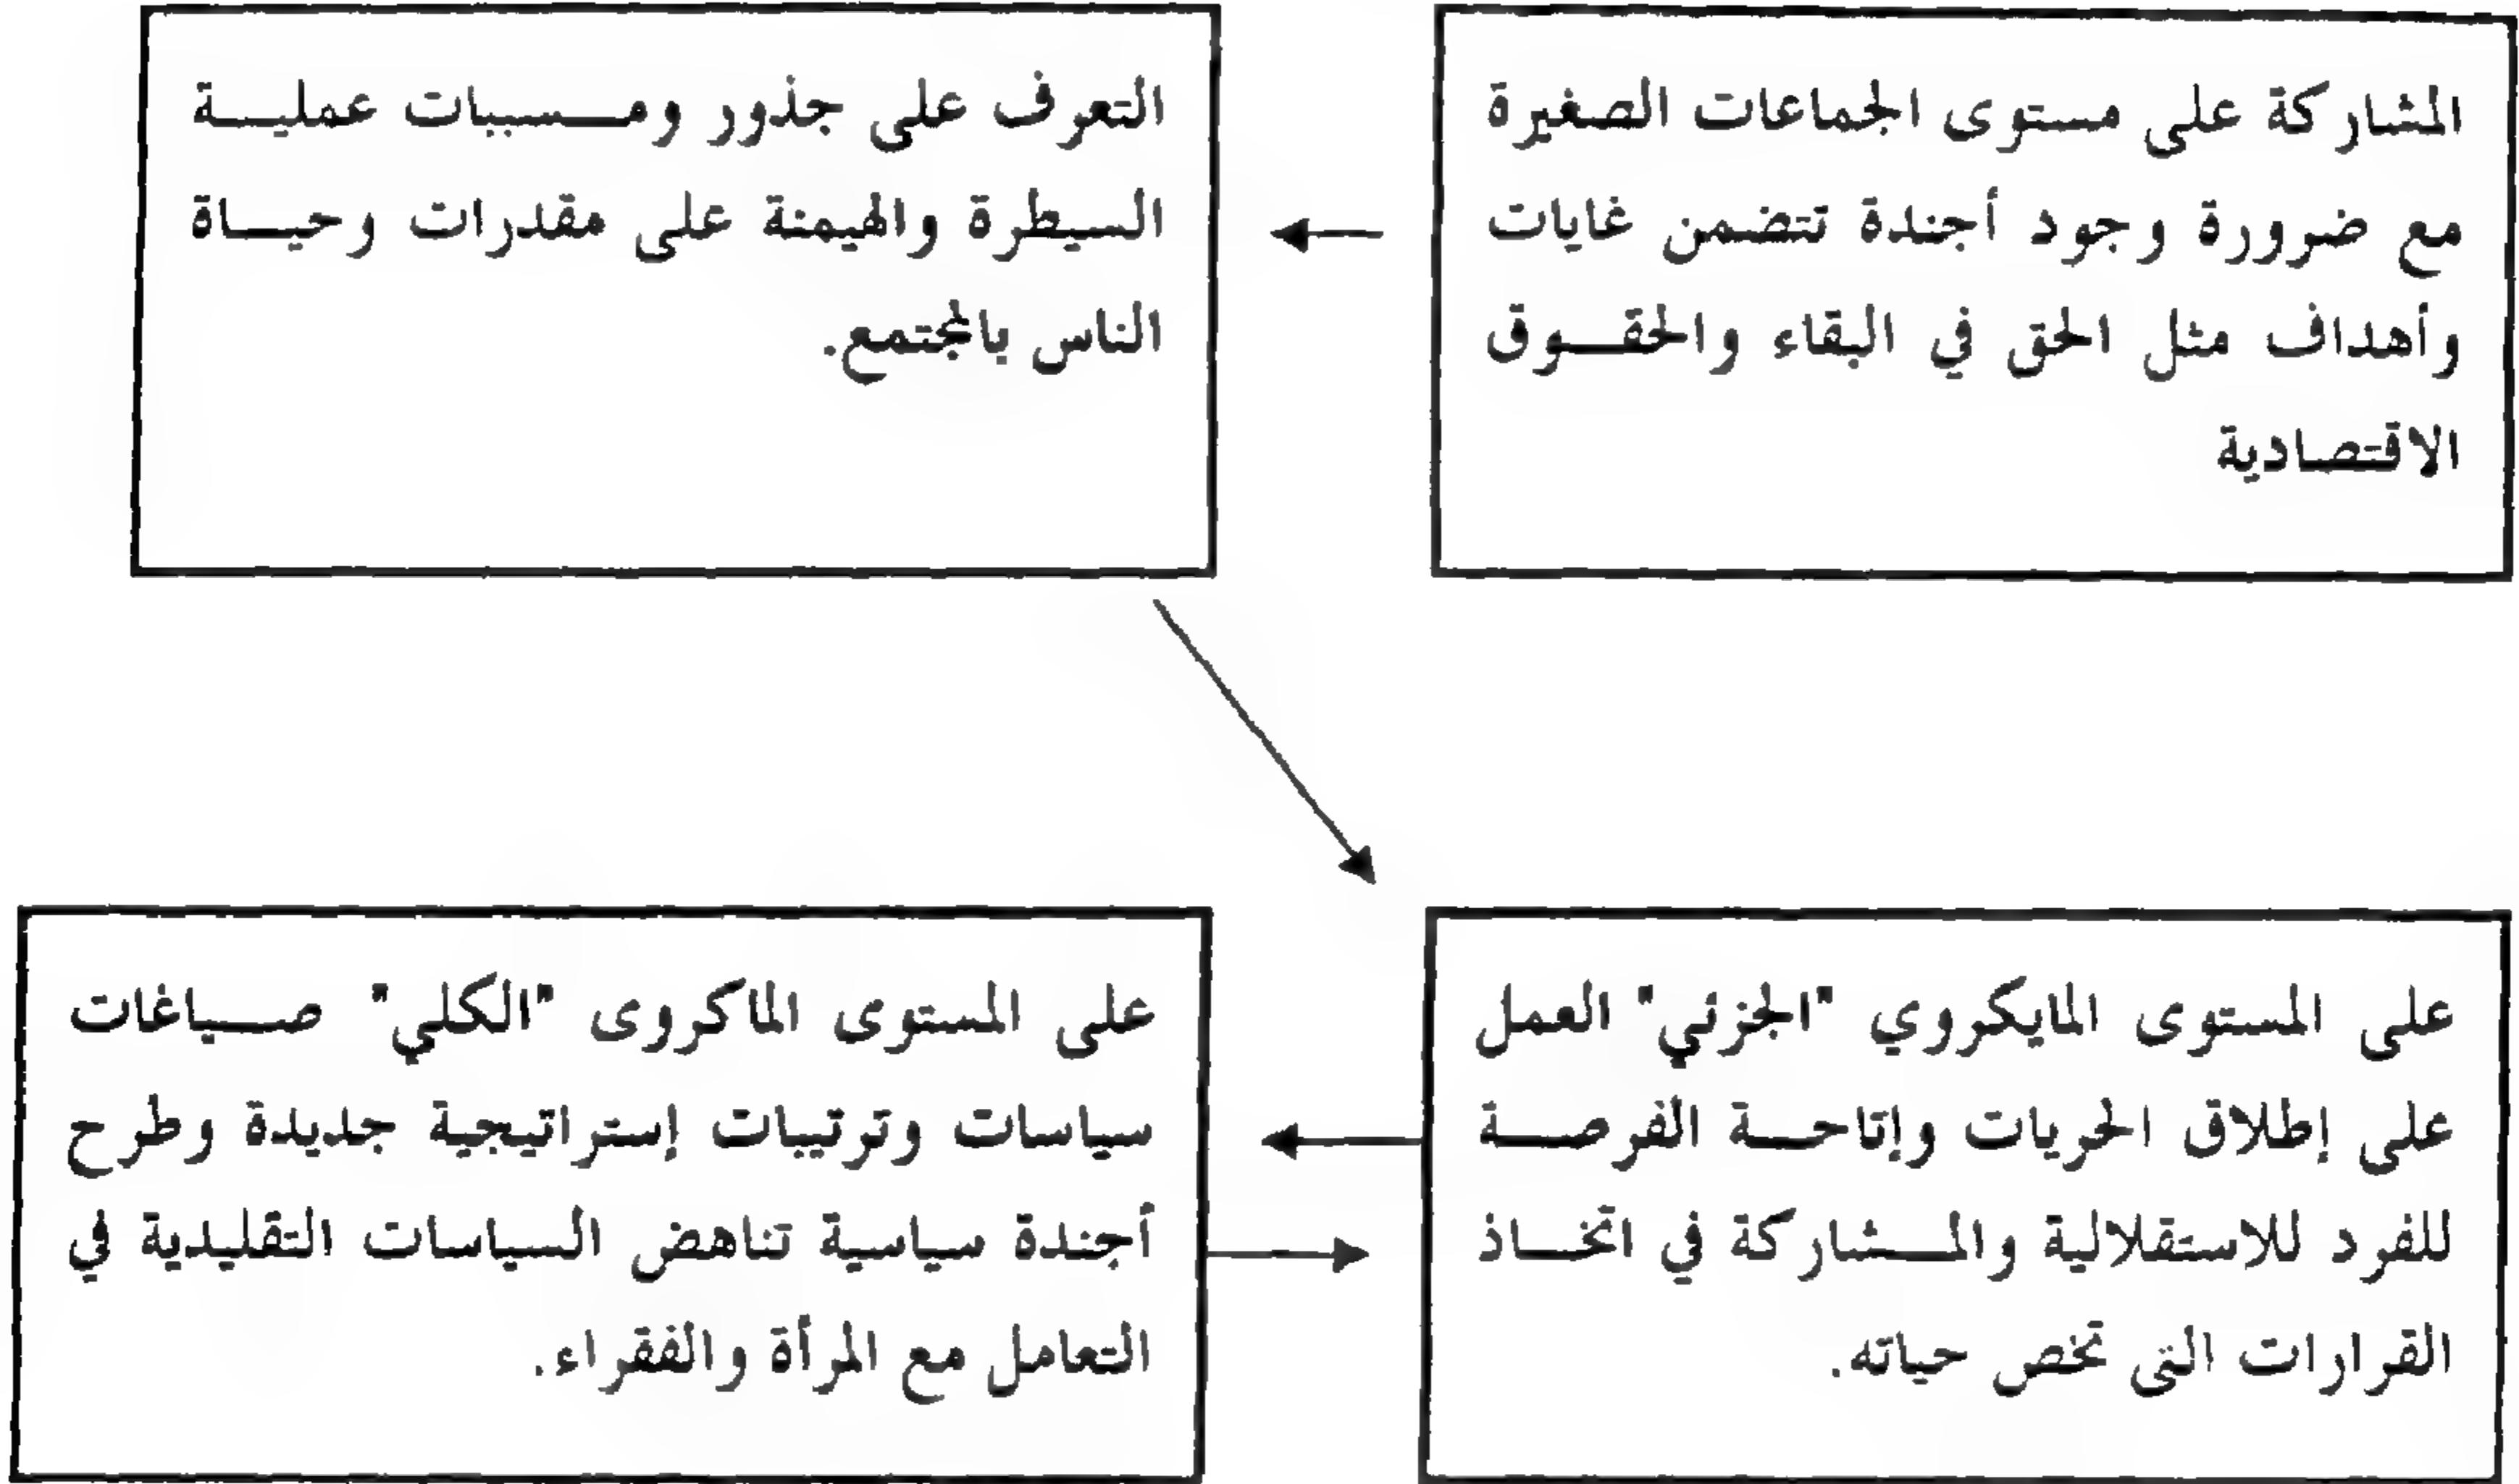 المشاركة على مستوى الجماعات الصغيرة
مع ضرورة وجود أجندة تتضمن غايات
وأهداف مثل الحق في البقاء والحقوق
الاقتصادية
التعرف على جذور ومسببات عملية
السيطرة والهيمنة على مقدرات وحياة
الناس بالمجتمع.
على المستوى المايكروي "الجزئي" العمل
على إطلاق الحريات وإتاحة الفرصة
للفرد للاستقلالية والمشاركة في اتخاذ
القرارات التى تخص حياته.
على المستوى الماكروى "الكلي" صياغات
سياسات وترتيبات إستراتيجية جديدة وطرح
أجندة سياسية تناهض السياسات التقليدية في
التعامل مع المرأة والفقراء.